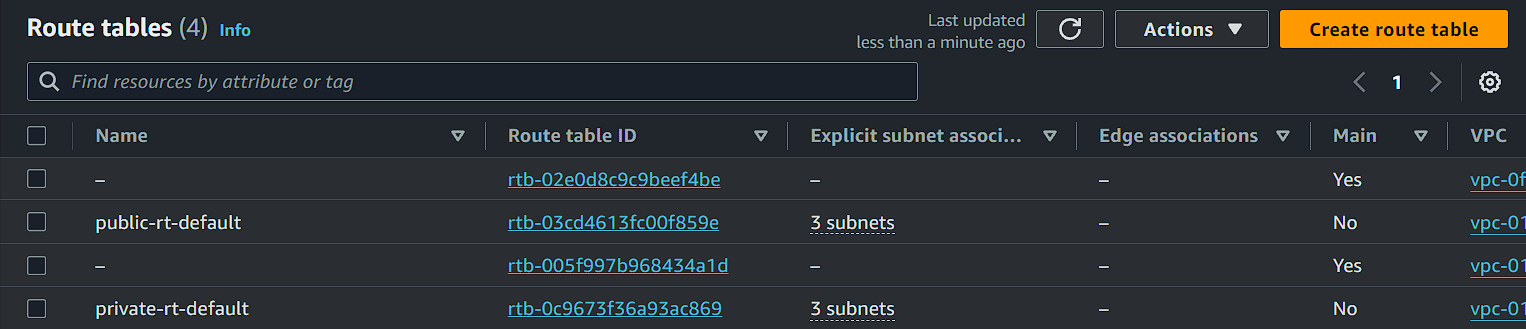 Route tables (4) Info
Last updated
less than a minute ago
Actions
Create route table
Find resources by attribute or tag
1
Name Route table ID Explicit subnet associ... Edge associations Main VPC
– rtb-02e0d8c9c9beef4be – – Yes vpc-0f
public-rt-default rtb-03cd4613fc00f859e 3 subnets – No vpc-01
– rtb-005f997b968434a1d – – Yes vpc-01
private-rt-default rtb-0c9673f36a93ac869 3 subnets – No vpc-01